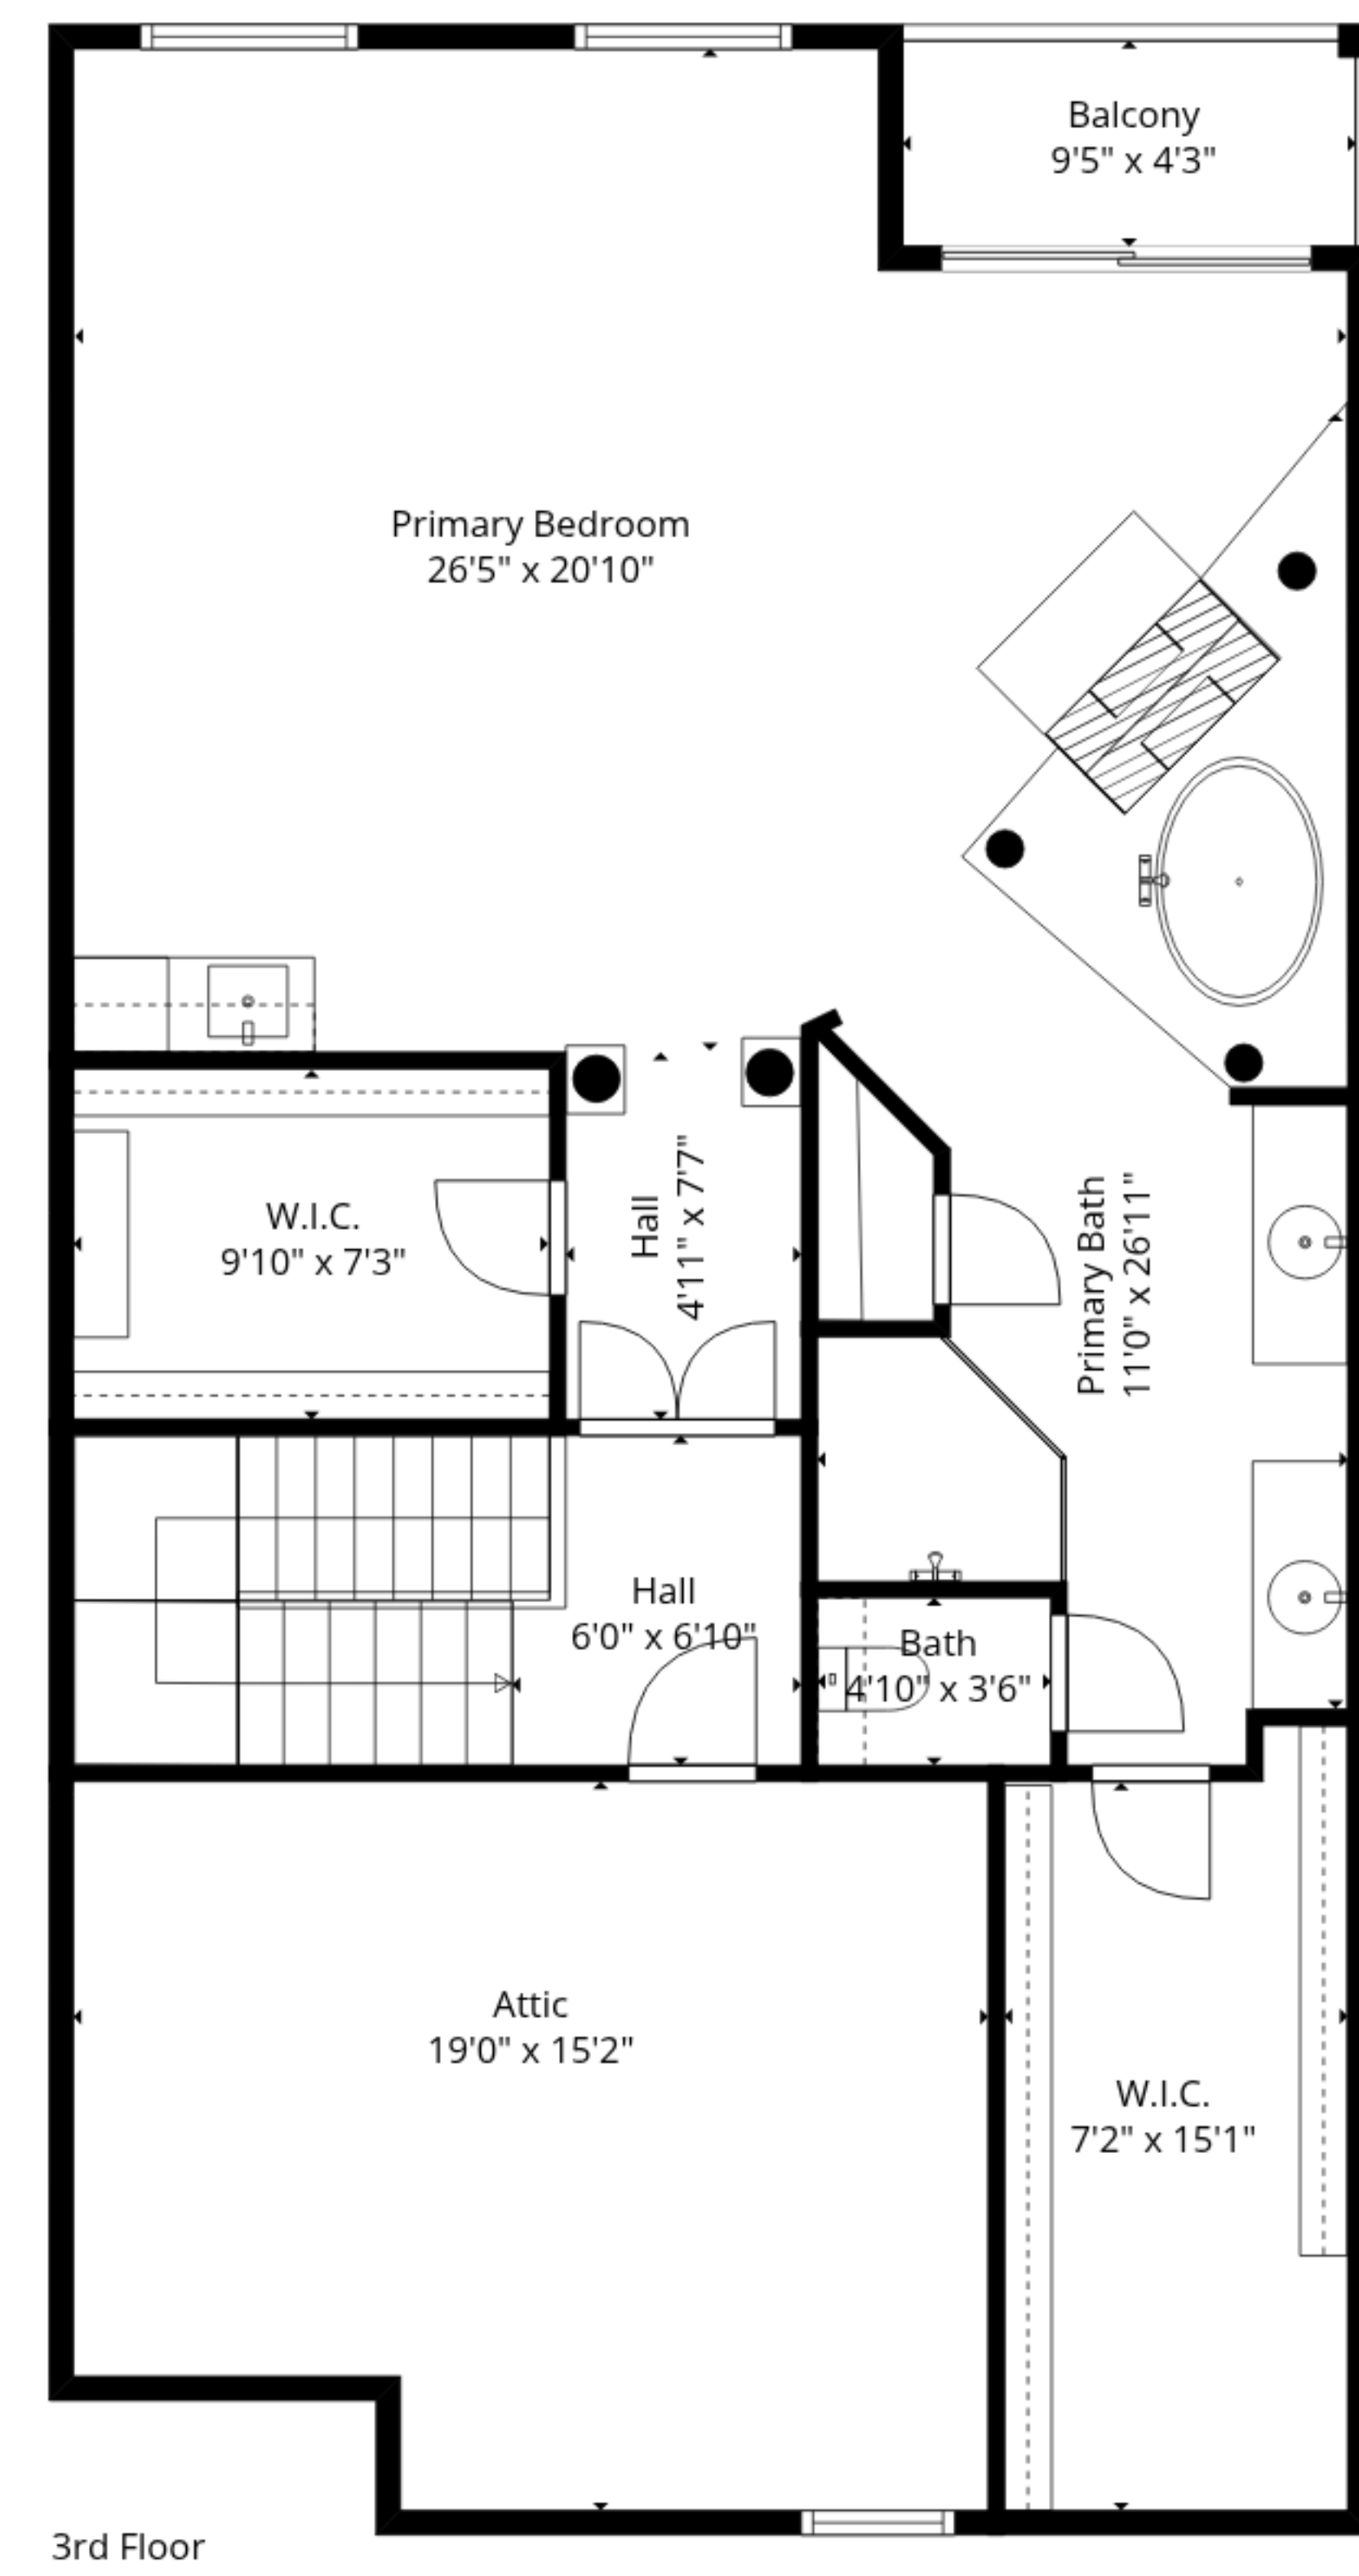 Balcony
9'5" x 4'3"
Primary Bedroom
26'5" x 20'10"
W.I.C.
9'10" x 7'3"
Hall
4'11" x 7'7"
Primary Bath
11'0" x 26'11"
Hall
6'0" x 6'10"
Bath
4'10" x 3'6"
Attic
19'0" x 15'2"
W.I.C.
7'2" x 15'1"
3rd Floor